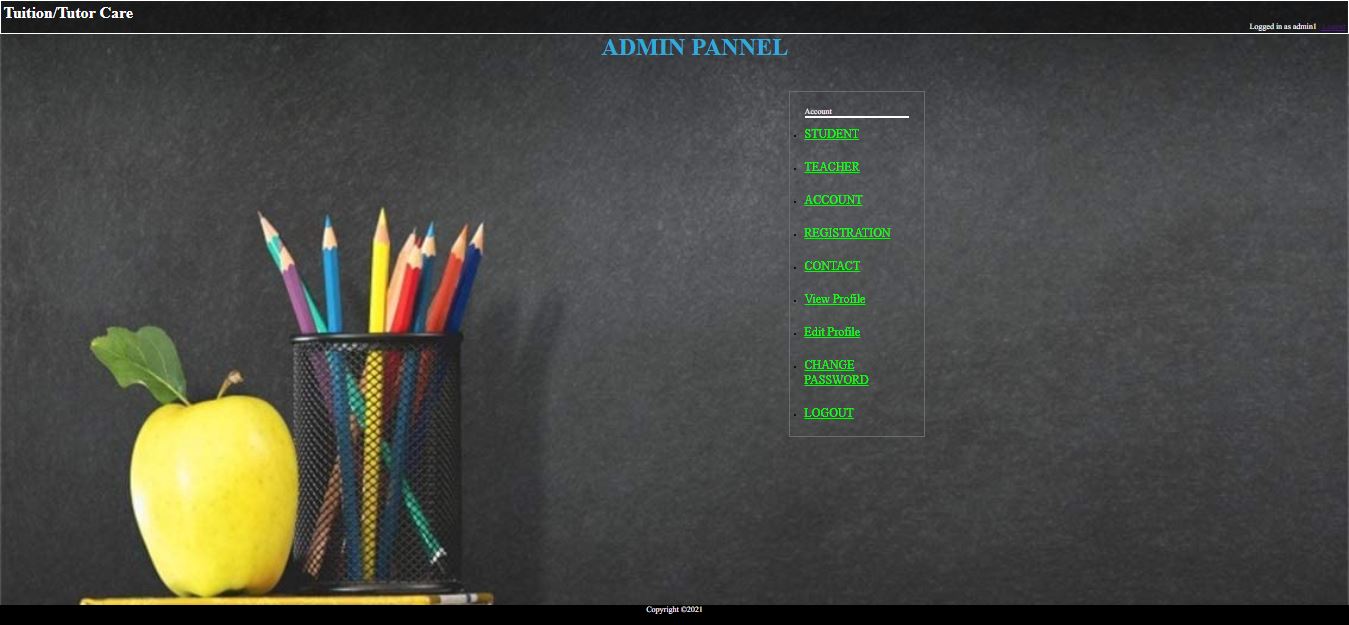 Tuition/Tutor Care
Logged in as admin1
ADMIN PANNEL
Account
STUDENT
TEACHER
ACCOUNT
REGISTRATION
CONTACT
View Profile
Edit Profile
CHANGE
PASSWORD
LOGOUT
Copyright ©2021